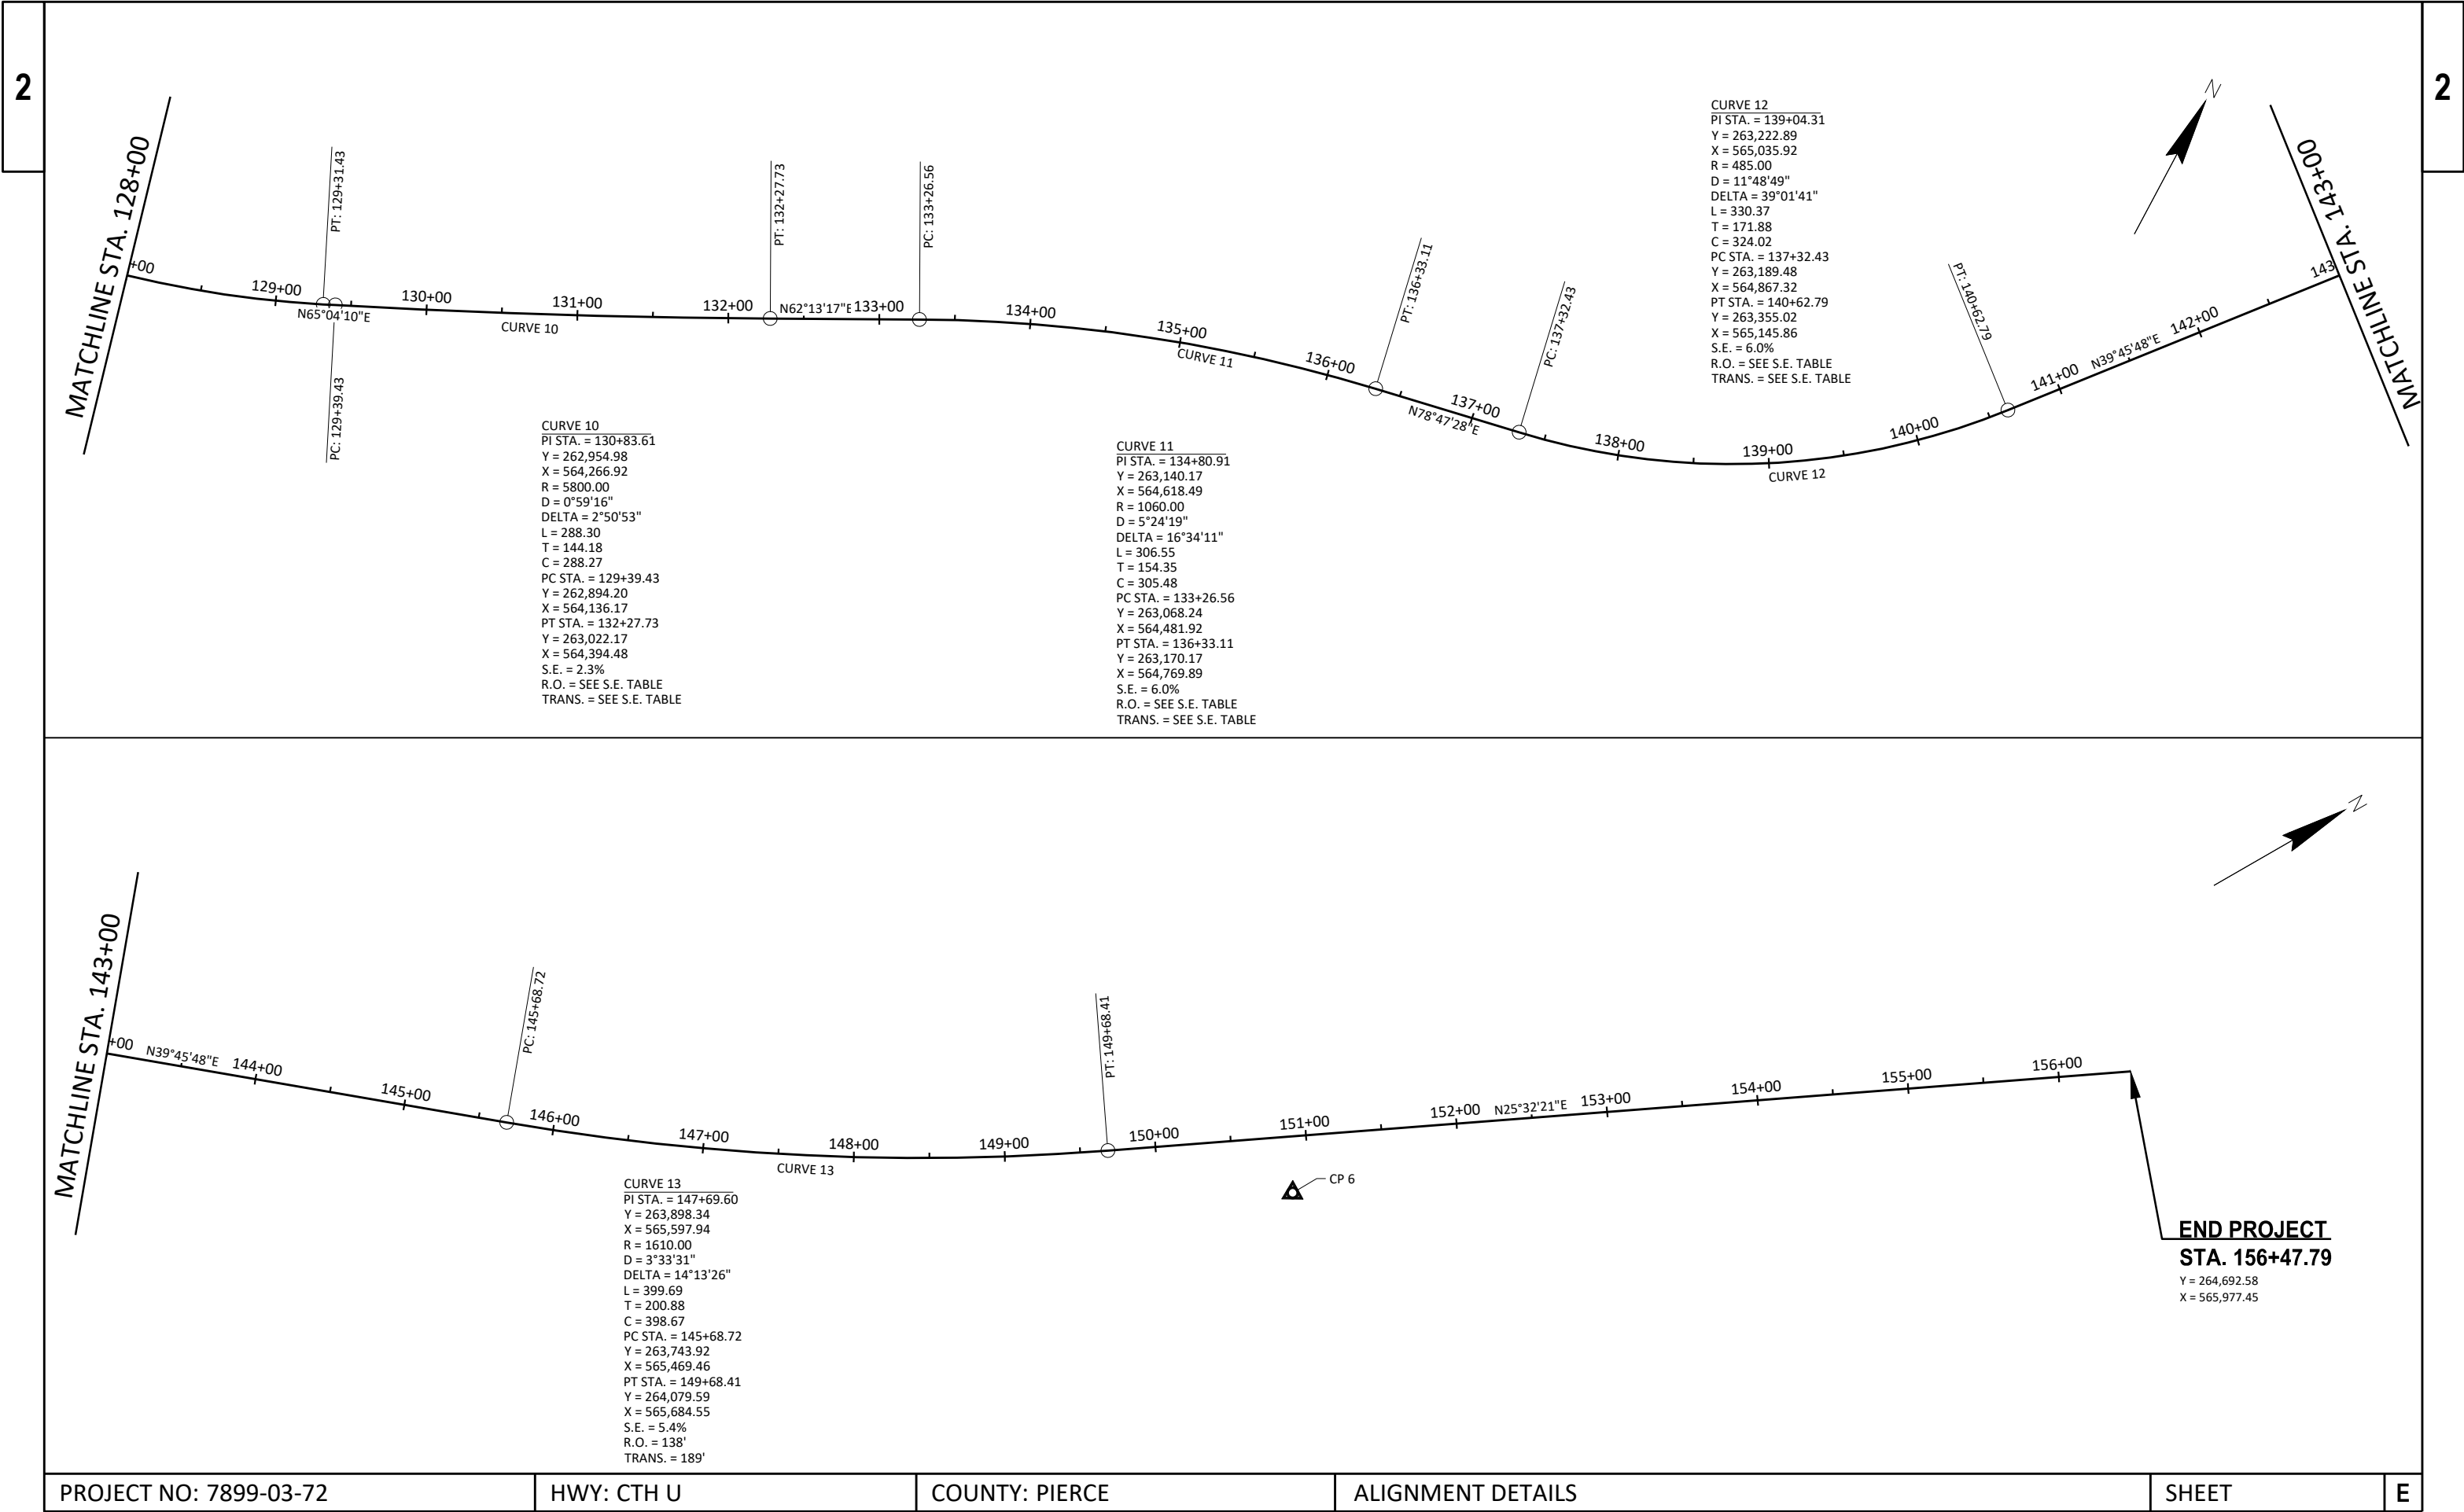 2
2
MATCHLINE STA. 128+00
+00
129+00
PT: 129+31.43
N65°04'10"E
PC: 129+39.43
130+00
CURVE 10
131+00
132+00
PT: 132+27.73
N62°13'17"E
133+00
PC: 133+26.56
134+00
135+00
CURVE 11
136+00
PT: 136+33.11
N78°47'28"E
137+00
PC: 137+32.43
138+00
139+00
CURVE 12
140+00
PT: 140+62.79
141+00
N39°45'48"E
142+00
143
MATCHLINE STA. 143+00
N
CURVE 10
PI STA. = 130+83.61
Y = 262,954.98
X = 564,266.92
R = 5800.00
D = 0°59'16"
DELTA = 2°50'53"
L = 288.30
T = 144.18
C = 288.27
PC STA. = 129+39.43
Y = 262,894.20
X = 564,136.17
PT STA. = 132+27.73
Y = 263,022.17
X = 564,394.48
S.E. = 2.3%
R.O. = SEE S.E. TABLE
TRANS. = SEE S.E. TABLE
CURVE 11
PI STA. = 134+80.91
Y = 263,140.17
X = 564,618.49
R = 1060.00
D = 5°24'19"
DELTA = 16°34'11"
L = 306.55
T = 154.35
C = 305.48
PC STA. = 133+26.56
Y = 263,068.24
X = 564,481.92
PT STA. = 136+33.11
Y = 263,170.17
X = 564,769.89
S.E. = 6.0%
R.O. = SEE S.E. TABLE
TRANS. = SEE S.E. TABLE
CURVE 12
PI STA. = 139+04.31
Y = 263,222.89
X = 565,035.92
R = 485.00
D = 11°48'49"
DELTA = 39°01'41"
L = 330.37
T = 171.88
C = 324.02
PC STA. = 137+32.43
Y = 263,189.48
X = 564,867.32
PT STA. = 140+62.79
Y = 263,355.02
X = 565,145.86
S.E. = 6.0%
R.O. = SEE S.E. TABLE
TRANS. = SEE S.E. TABLE
MATCHLINE STA. 143+00
+00
N39°45'48"E
144+00
145+00
PC: 145+68.72
146+00
147+00
CURVE 13
148+00
149+00
PT: 149+68.41
150+00
151+00
CP 6
152+00
N25°32'21"E
153+00
154+00
155+00
156+00
N
CURVE 13
PI STA. = 147+69.60
Y = 263,898.34
X = 565,597.94
R = 1610.00
D = 3°33'31"
DELTA = 14°13'26"
L = 399.69
T = 200.88
C = 398.67
PC STA. = 145+68.72
Y = 263,743.92
X = 565,469.46
PT STA. = 149+68.41
Y = 264,079.59
X = 565,684.55
S.E. = 5.4%
R.O. = 138'
TRANS. = 189'
END PROJECT
STA. 156+47.79
Y = 264,692.58
X = 565,977.45
PROJECT NO: 7899-03-72
HWY: CTH U
COUNTY: PIERCE
ALIGNMENT DETAILS
SHEET
E